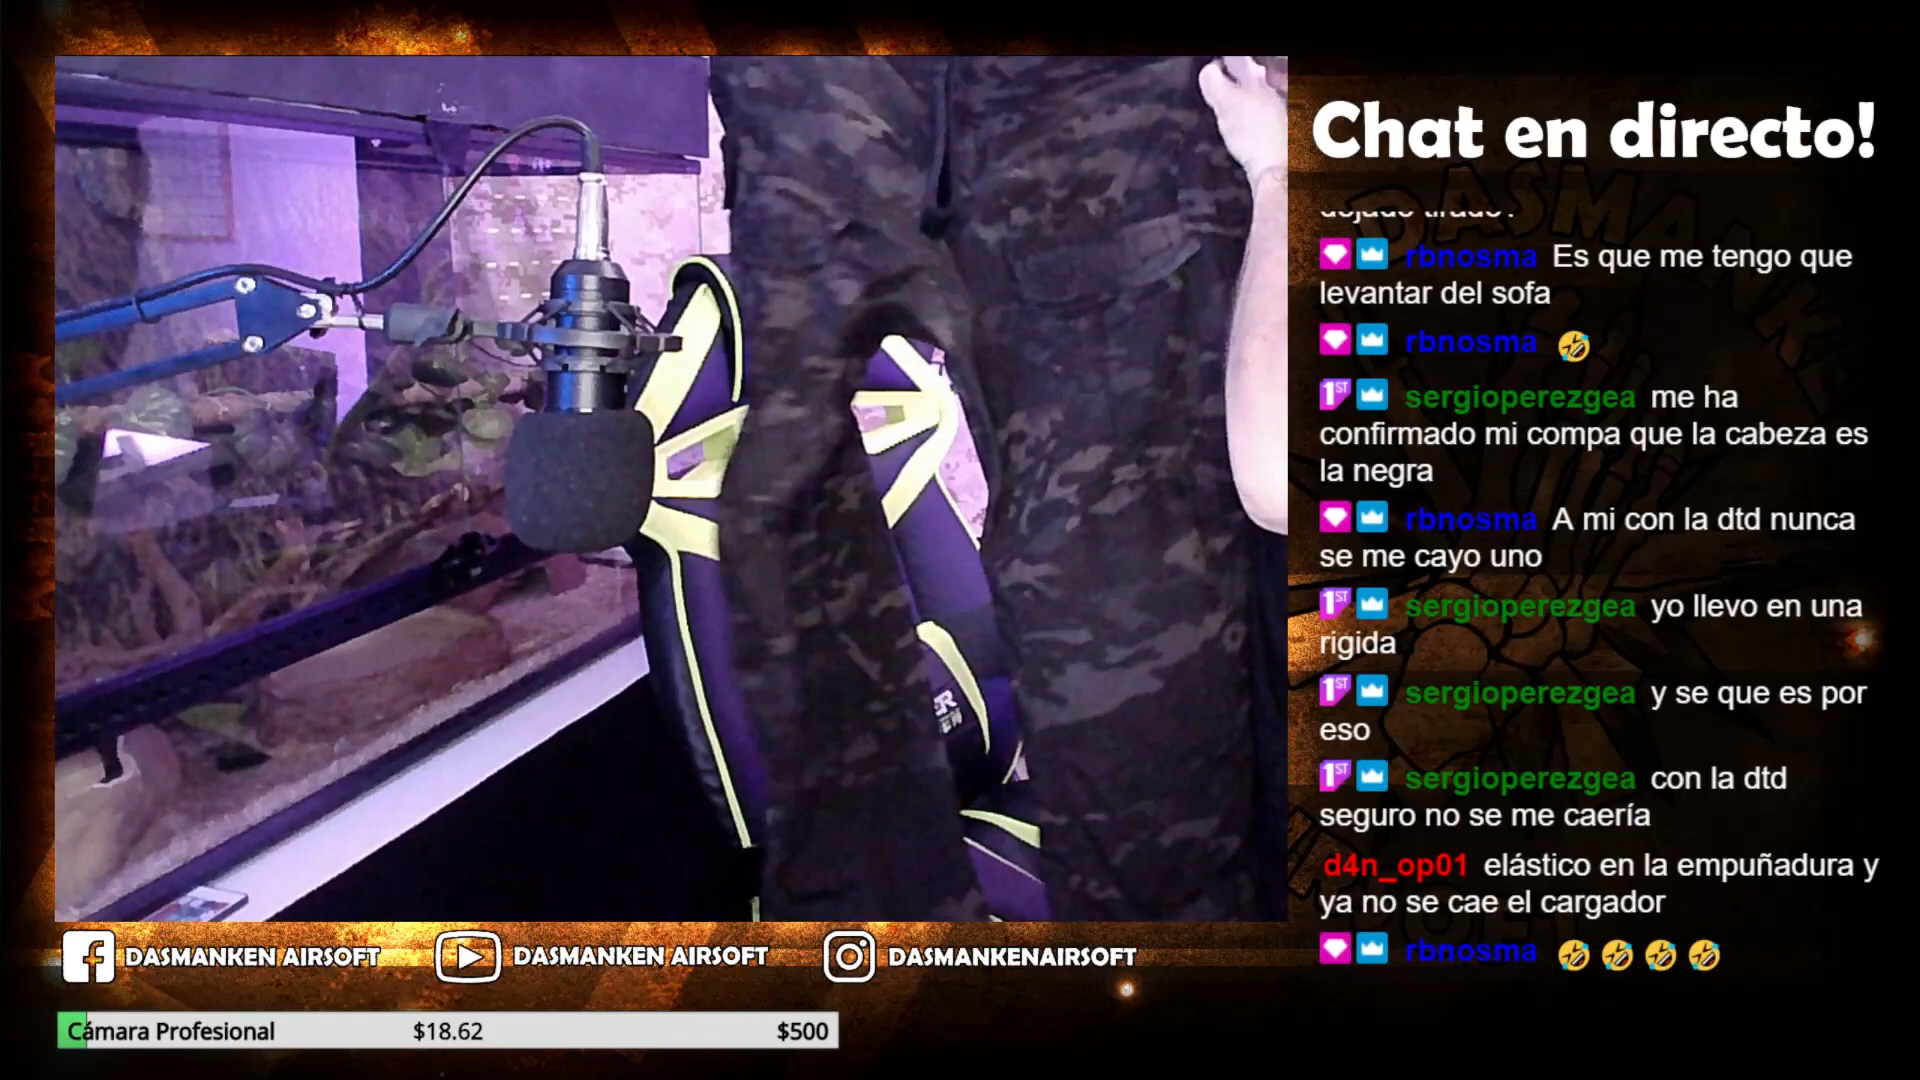 Chat en directo!
rbnosma Es que me tengo que
levantar del sofa
rbnosma 🤣
sergioperezgea me ha
confirmado mi compa que la cabeza es
la negra
rbnosma A mi con la dtd nunca
se me cayo uno
sergioperezgea yo llevo en una
rigida
sergioperezgea y se que es por
eso
sergioperezgea con la dtd
seguro no se me caería
d4n_op01 elástico en la empuñadura y
ya no se cae el cargador
rbnosma 🤣 🤣 🤣 🤣
DASMANKEN AIRSOFT
DASMANKEN AIRSOFT
DASMANKENAIRSOFT
Cámara Profesional $18.62 $500